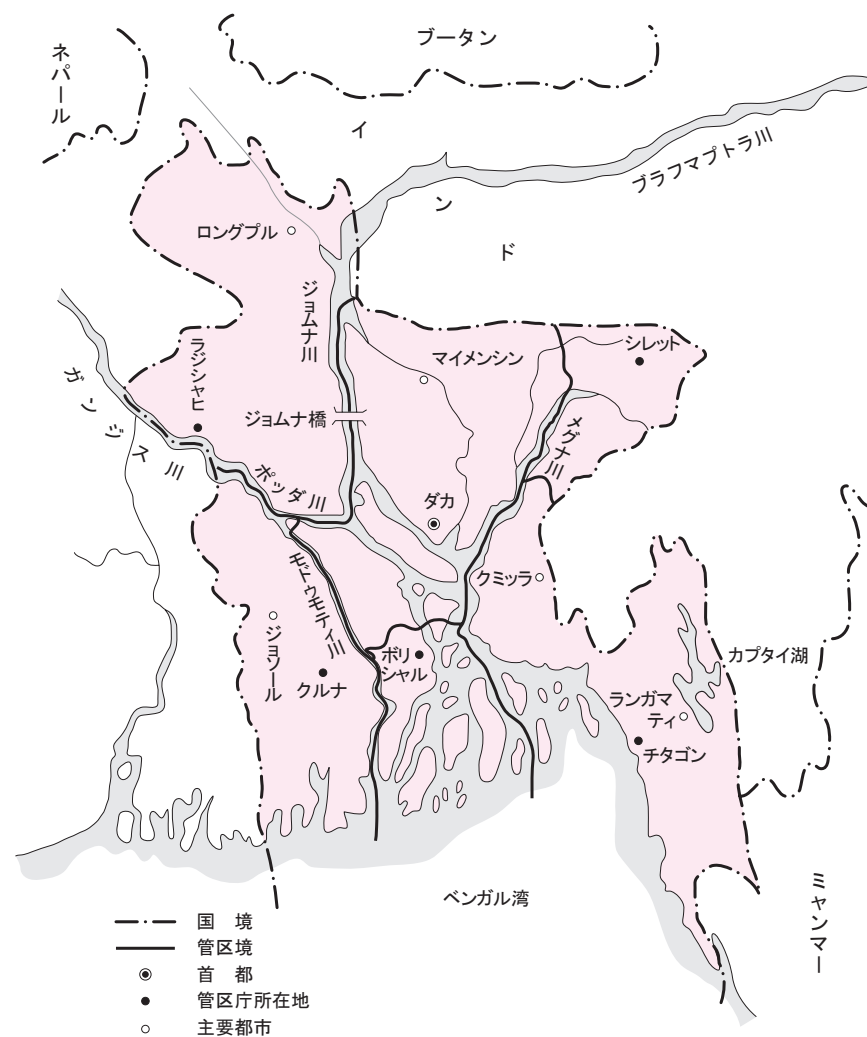 ネパール
ブータン
インド
ブラフマプトラ川
ロングプル
ジョムナ川
ラジシャヒ
マイメンシン
シレット
ガンジス川
ジョムナ橋
メグナ川
ポッダ川
ダカ
モドゥモティ川
クミッラ
ジョソール
ボリ
シャル
クルナ
カプタイ湖
ランガマ
ティ
チタゴン
ベンガル湾
ミャンマー
国 境
管区境
首 都
管区庁所在地
主要都市